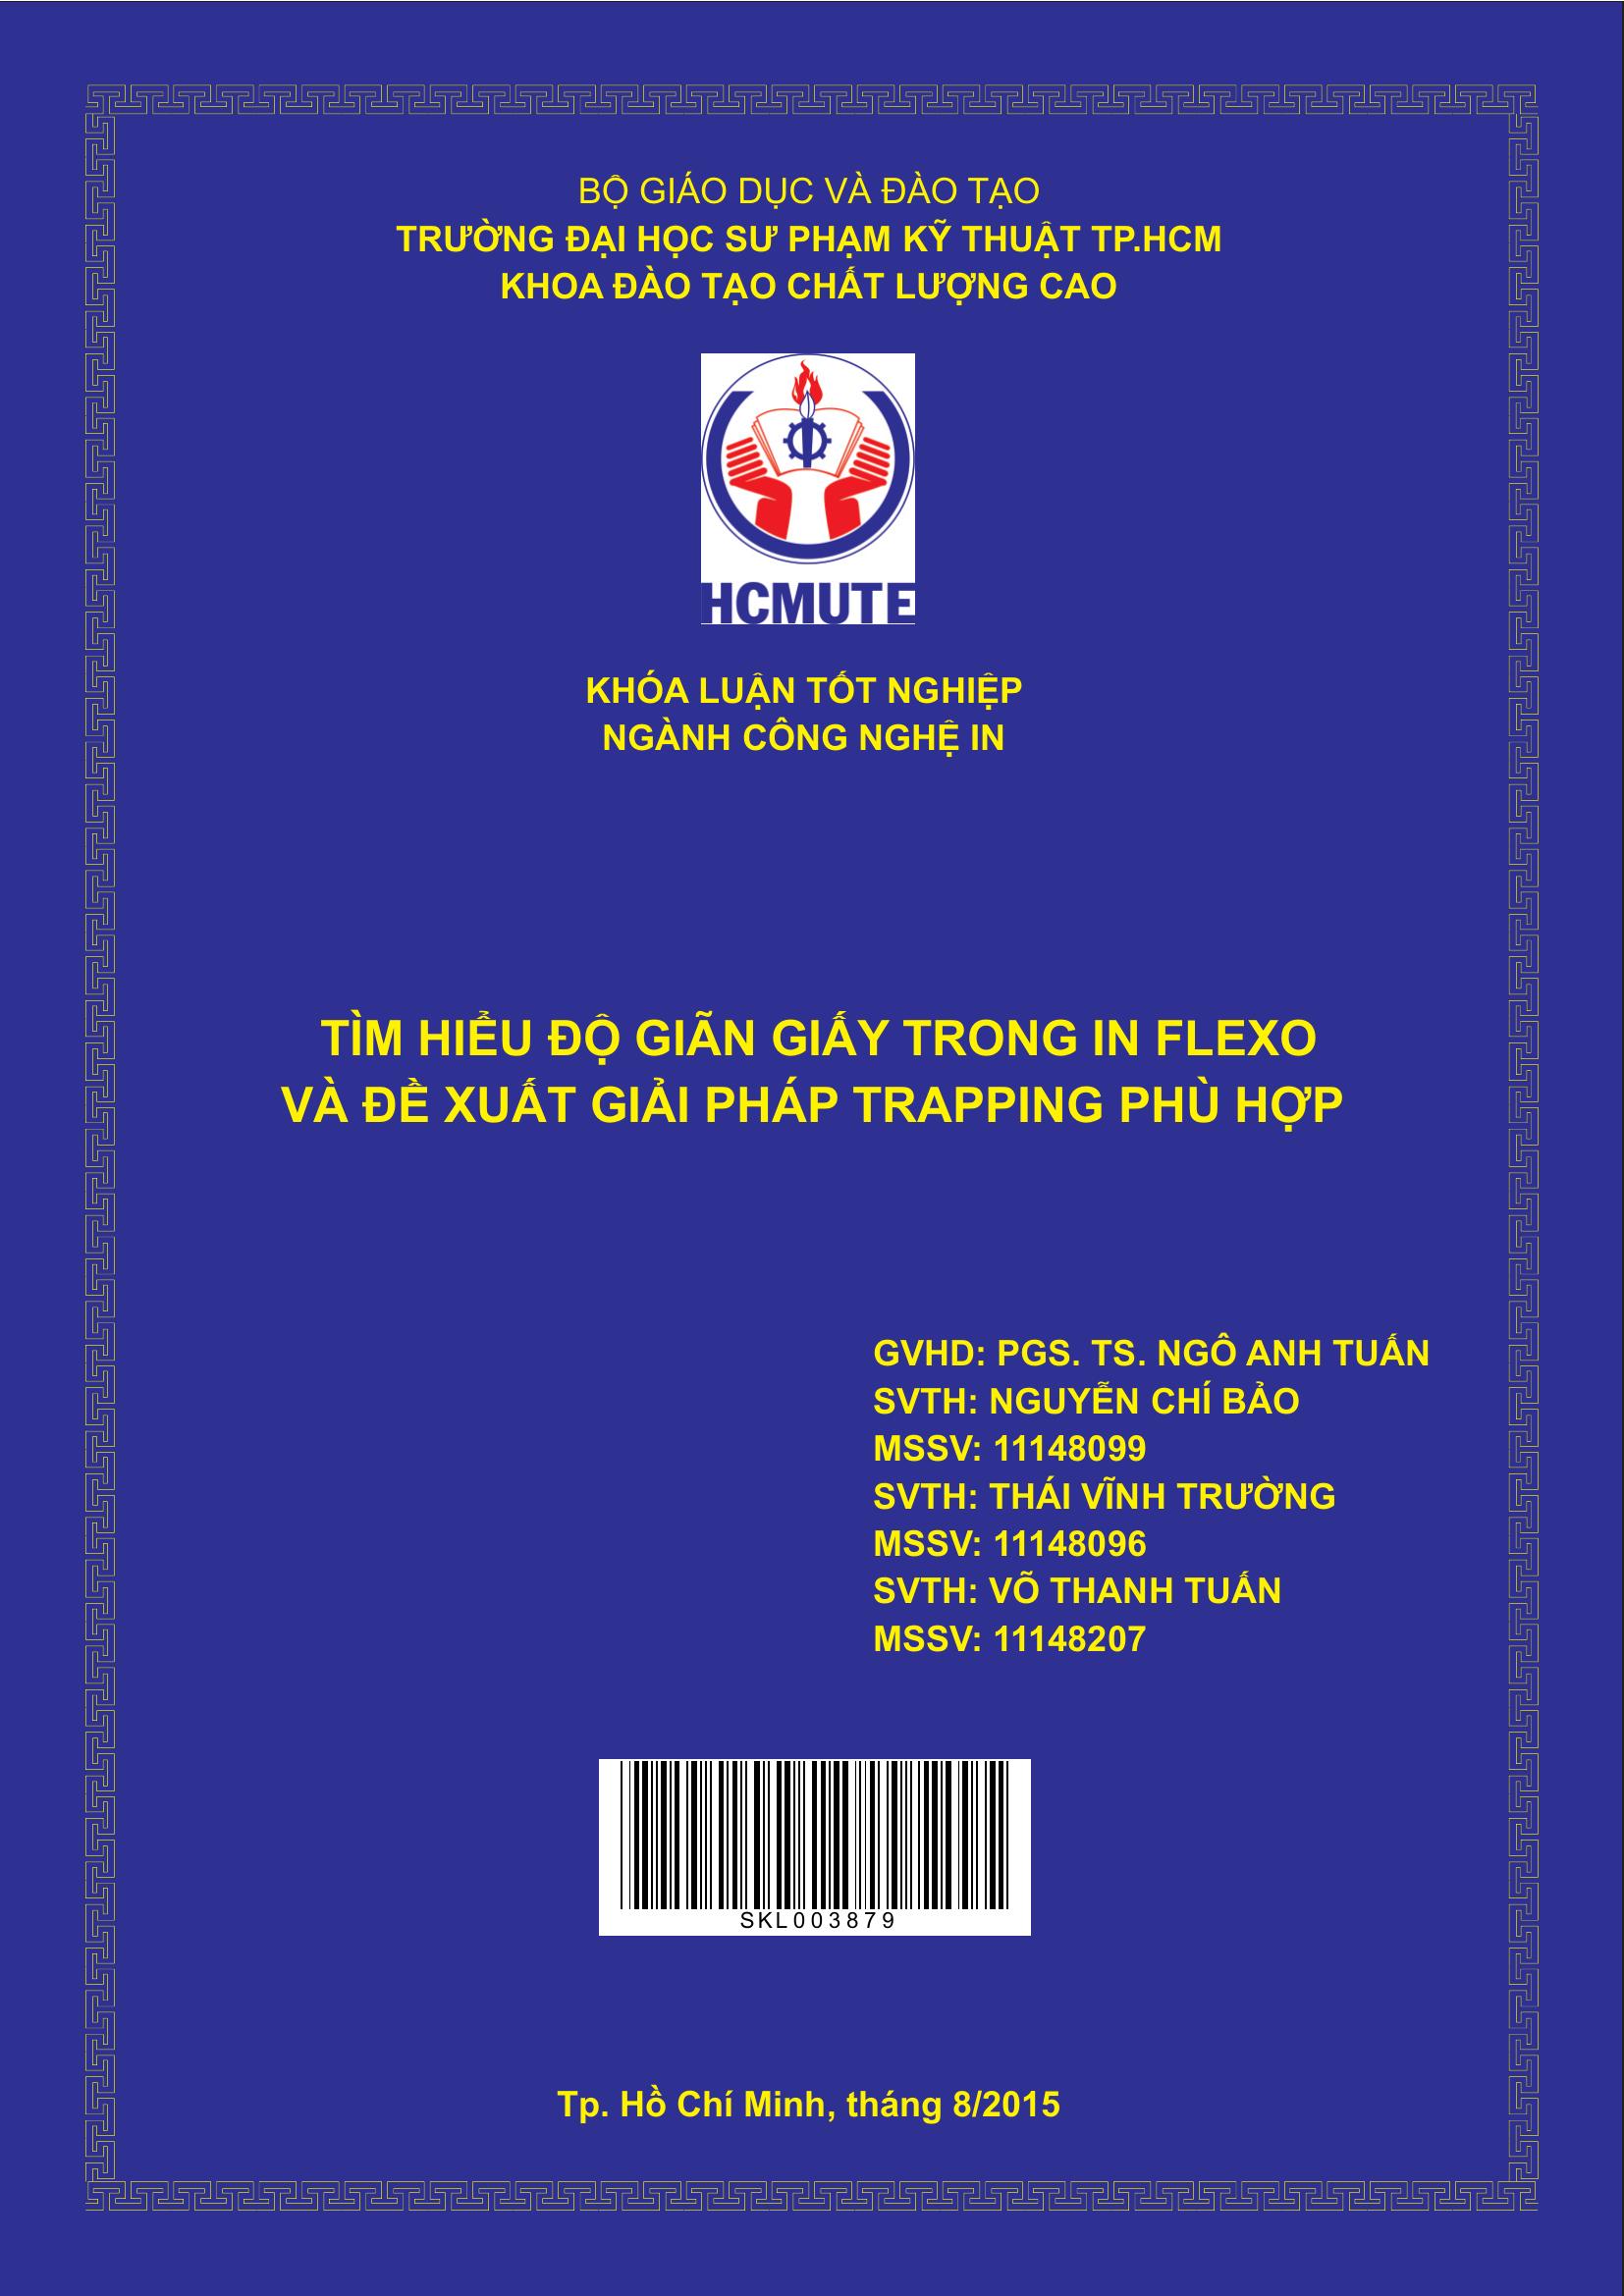 BỘ GIÁO DỤC VÀ ĐÀO TẠO
TRƯỜNG ĐẠI HỌC SƯ PHẠM KỸ THUẬT TP.HCM
KHOA ĐÀO TẠO CHẤT LƯỢNG CAO
HCMUTE
KHÓA LUẬN TỐT NGHIỆP
NGÀNH CÔNG NGHỆ IN
TÌM HIỂU ĐỘ GIÃN GIẤY TRONG IN FLEXO
VÀ ĐỀ XUẤT GIẢI PHÁP TRAPPING PHÙ HỢP
GVHD: PGS. TS. NGÔ ANH TUẤN
SVTH: NGUYỄN CHÍ BẢO
MSSV: 11148099
SVTH: THÁI VĨNH TRƯỜNG
MSSV: 11148096
SVTH: VÕ THANH TUẤN
MSSV: 11148207
SKL003879
Tp. Hồ Chí Minh, tháng 8/2015